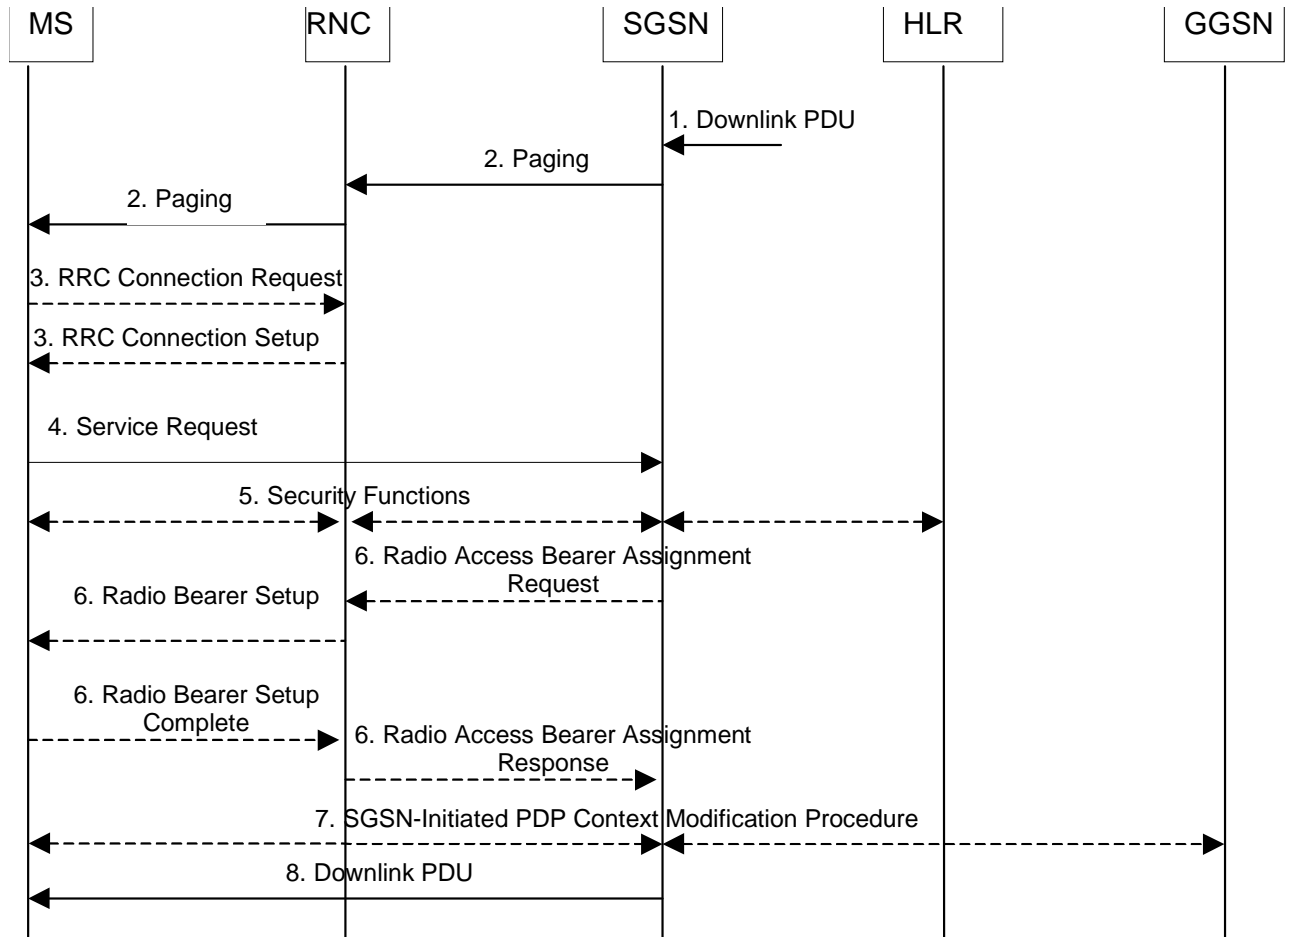 MS
RNC
SGSN
HLR
GGSN
1. Downlink PDU
2. Paging
2. Paging
3. RRC Connection Request
3. RRC Connection Setup
4. Service Request
5. Security Functions
6. Radio Access Bearer Assignment
Request
6. Radio Bearer Setup
6. Radio Bearer Setup
Complete
6. Radio Access Bearer Assignment
Response
7. SGSN-Initiated PDP Context Modification Procedure
8. Downlink PDU